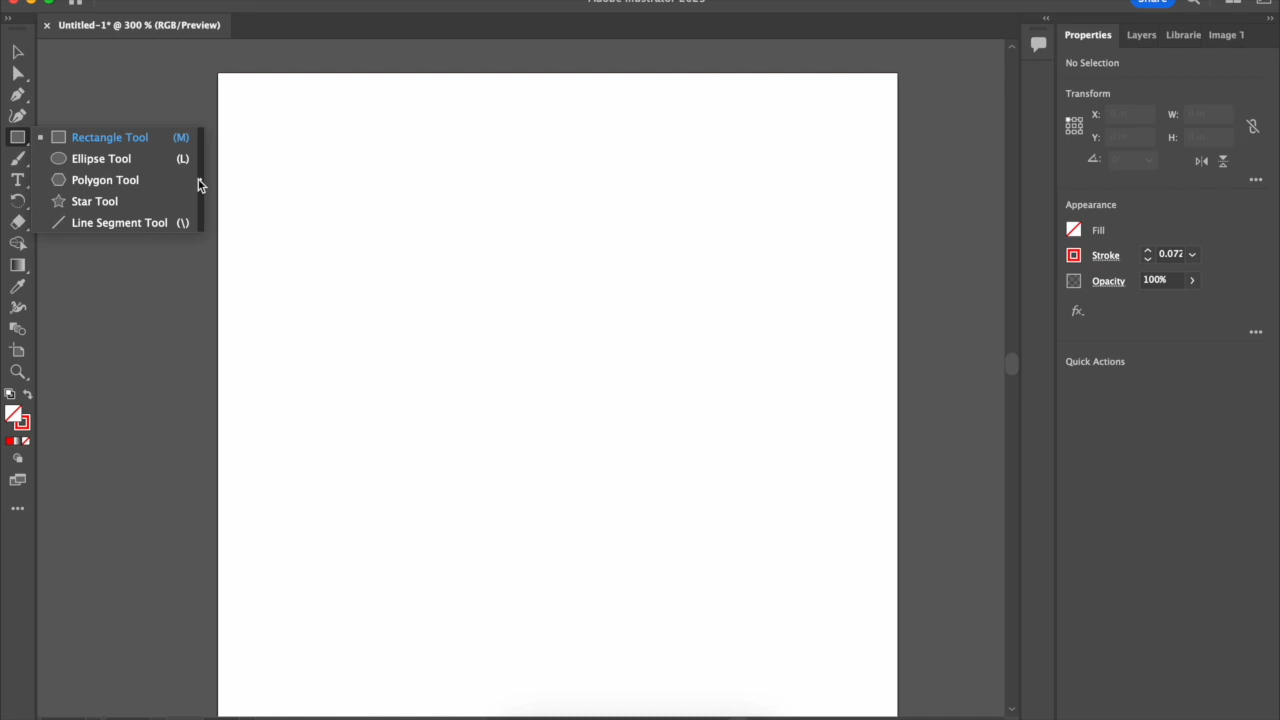 Share
Untitled-1* @ 300 % (RGB/Preview)
Rectangle Tool (M)
Ellipse Tool (L)
Polygon Tool
Star Tool
Line Segment Tool (\)
Properties Layers Librarie Image T
No Selection
Transform
X: W:
Y: H:
Appearance
Fill
Stroke 0.072
Opacity 100%
fx.
Quick Actions